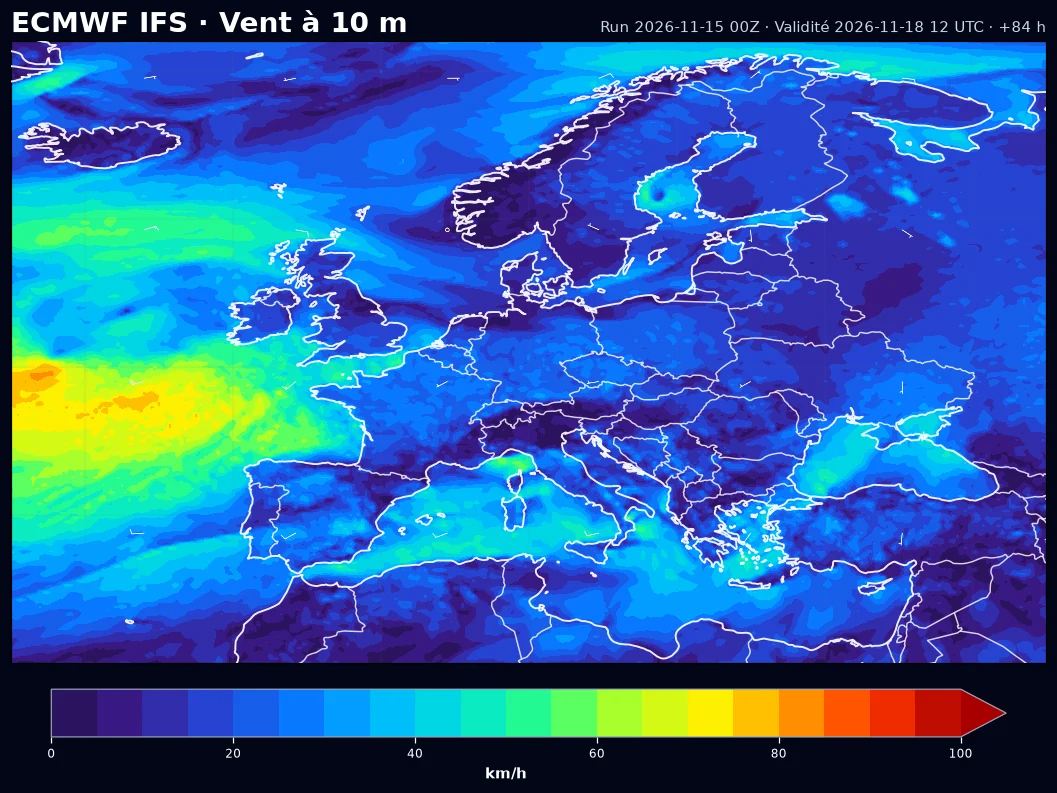 ECMWF IFS · Vent à 10 m
Run 2026-11-15 00Z · Validité 2026-11-18 12 UTC · +84 h
0 20 40 60 80 100
km/h